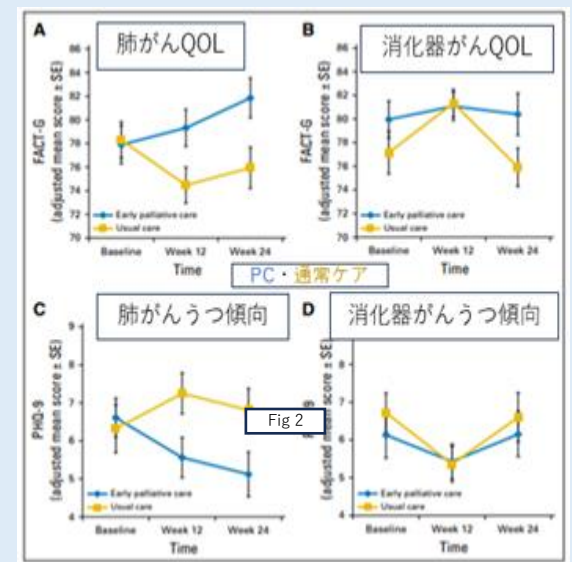 A
肺がんQOL
FACT-G
(adjusted mean score ± SE)
86
84
82
80
78
76
74
72
70
Early palliative care
Usual care
Baseline Week 12 Week 24
Time
B
消化器がんQOL
FACT-G
(adjusted mean score ± SE)
86
84
82
80
78
76
74
72
70
Early palliative care
Usual care
Baseline Week 12 Week 24
Time
PC・通常ケア
C
肺がんうつ傾向
PHQ-9
(adjusted mean score ± SE)
9
8
7
6
5
4
Early palliative care
Usual care
Baseline Week 12 Week 24
Time
Fig 2
D
消化器がんうつ傾向
(adjusted mean score ± SE)
8
7
6
5
4
Early palliative care
Usual care
Baseline Week 12 Week 24
Time